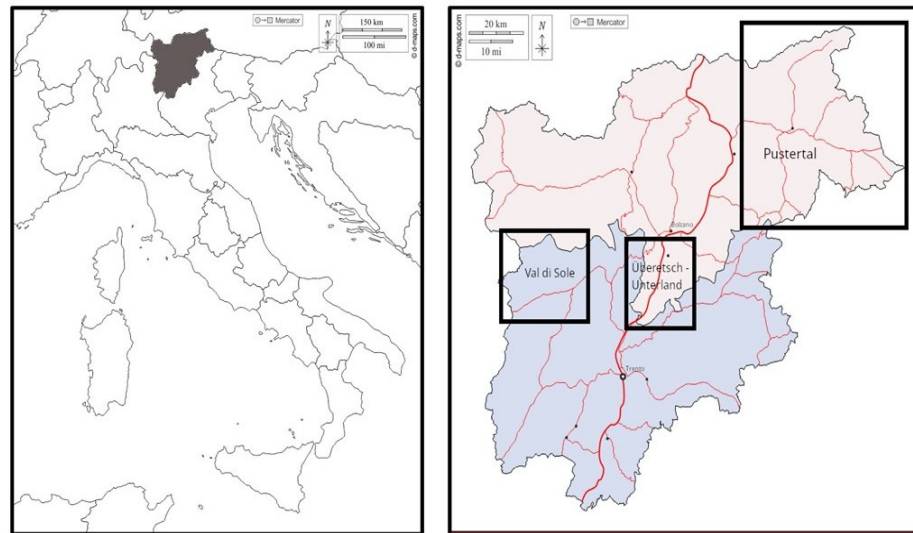 Mercator
N
150 km
100 mi
© d-maps.com
20 km
10 mi
N
Mercator
© d-maps.com
Pustertal
Bolzano
Val di Sole
Überetsch -
Unterland
Trento